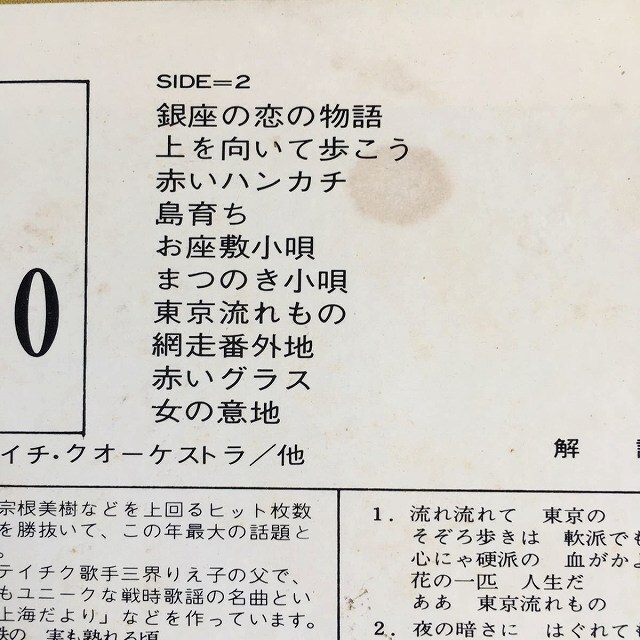 SIDE=2
銀座の恋の物語
上を向いて歩こう
赤いハンカチ
島育ち
お座敷小唄
まつのき小唄
東京流れもの
網走番外地
赤いグラス
女の意地
0
イチ・クオーケストラ/他
解
宗根美樹などを上回るヒット枚数
を勝抜いて、この年最大の話題と
。
テイチク歌手三界りえ子の父で、
もユニークな戦時歌謡の名曲とい
上海だより」などを作っています。
の 実も熟れる頃
1. 流れ流れて 東京の
そぞろ歩きは 軟派でも
心にゃ硬派の 血がかよ
花の一匹 人生だ
ああ 東京流れもの
2. 夜の暗さに はぐれても